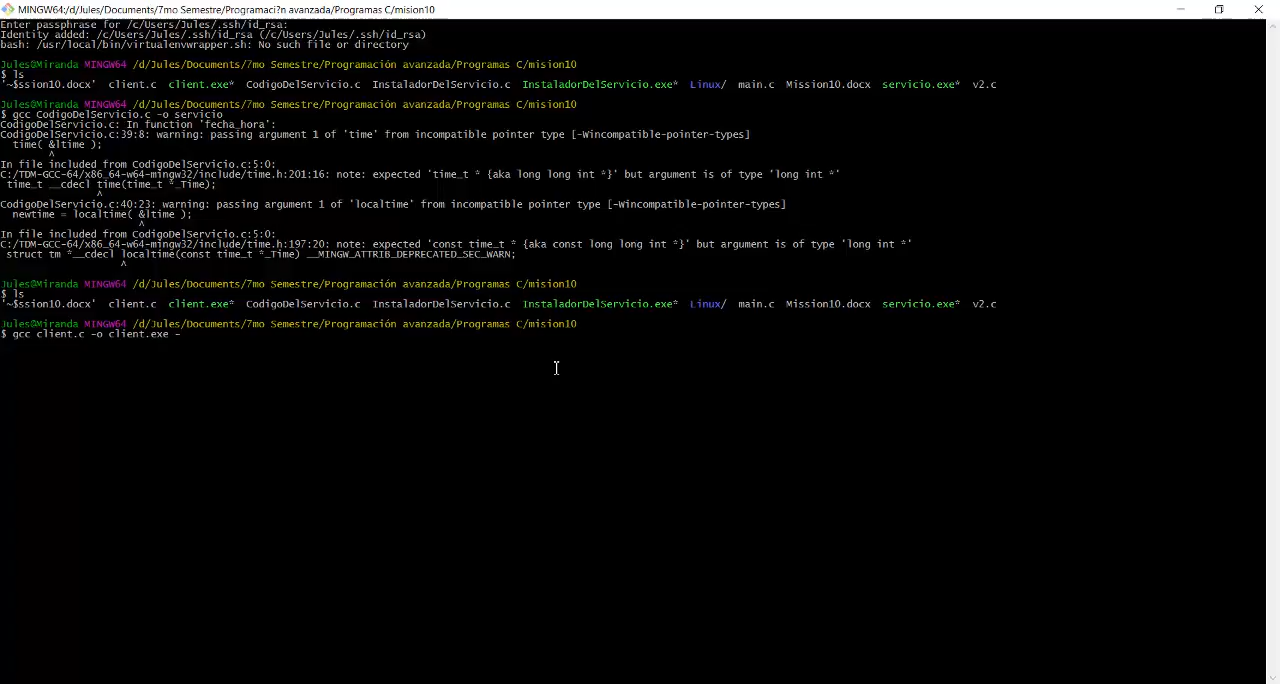 MINGW64:/d/Jules/Documents/7mo Semestre/Programaci?n avanzada/Programas C/mision10
Enter passphrase for /c/Users/Jules/.ssh/id_rsa:
Identity added: /c/Users/Jules/.ssh/id_rsa (/c/Users/Jules/.ssh/id_rsa)
bash: /usr/local/bin/virtualenvwrapper.sh: No such file or directory
Jules@Miranda MINGW64 /d/Jules/Documents/7mo Semestre/Programación avanzada/Programas C/mision10
$ ls
'~$ssion10.docx'  client.c  client.exe*  CodigoDelServicio.c  InstaladorDelServicio.c  InstaladorDelServicio.exe*  Linux/  main.c  Mission10.docx  servicio.exe*  v2.c
Jules@Miranda MINGW64 /d/Jules/Documents/7mo Semestre/Programación avanzada/Programas C/mision10
$ gcc CodigoDelServicio.c -o servicio
CodigoDelServicio.c: In function 'fecha_hora':
CodigoDelServicio.c:39:8: warning: passing argument 1 of 'time' from incompatible pointer type [-Wincompatible-pointer-types]
  time( &ltime );
        ^
In file included from CodigoDelServicio.c:5:0:
C:/TDM-GCC-64/x86_64-w64-mingw32/include/time.h:201:16: note: expected 'time_t * {aka long long int *}' but argument is of type 'long int *'
 time_t __cdecl time(time_t *_Time);
                ^
CodigoDelServicio.c:40:23: warning: passing argument 1 of 'localtime' from incompatible pointer type [-Wincompatible-pointer-types]
  newtime = localtime( &ltime );
                       ^
In file included from CodigoDelServicio.c:5:0:
C:/TDM-GCC-64/x86_64-w64-mingw32/include/time.h:197:20: note: expected 'const time_t * {aka const long long int *}' but argument is of type 'long int *'
 struct tm *__cdecl localtime(const time_t *_Time) __MINGW_ATTRIB_DEPRECATED_SEC_WARN;
                    ^
Jules@Miranda MINGW64 /d/Jules/Documents/7mo Semestre/Programación avanzada/Programas C/mision10
$ ls
'~$ssion10.docx'  client.c  client.exe*  CodigoDelServicio.c  InstaladorDelServicio.c  InstaladorDelServicio.exe*  Linux/  main.c  Mission10.docx  servicio.exe*  v2.c
Jules@Miranda MINGW64 /d/Jules/Documents/7mo Semestre/Programación avanzada/Programas C/mision10
$ gcc client.c -o client.exe -